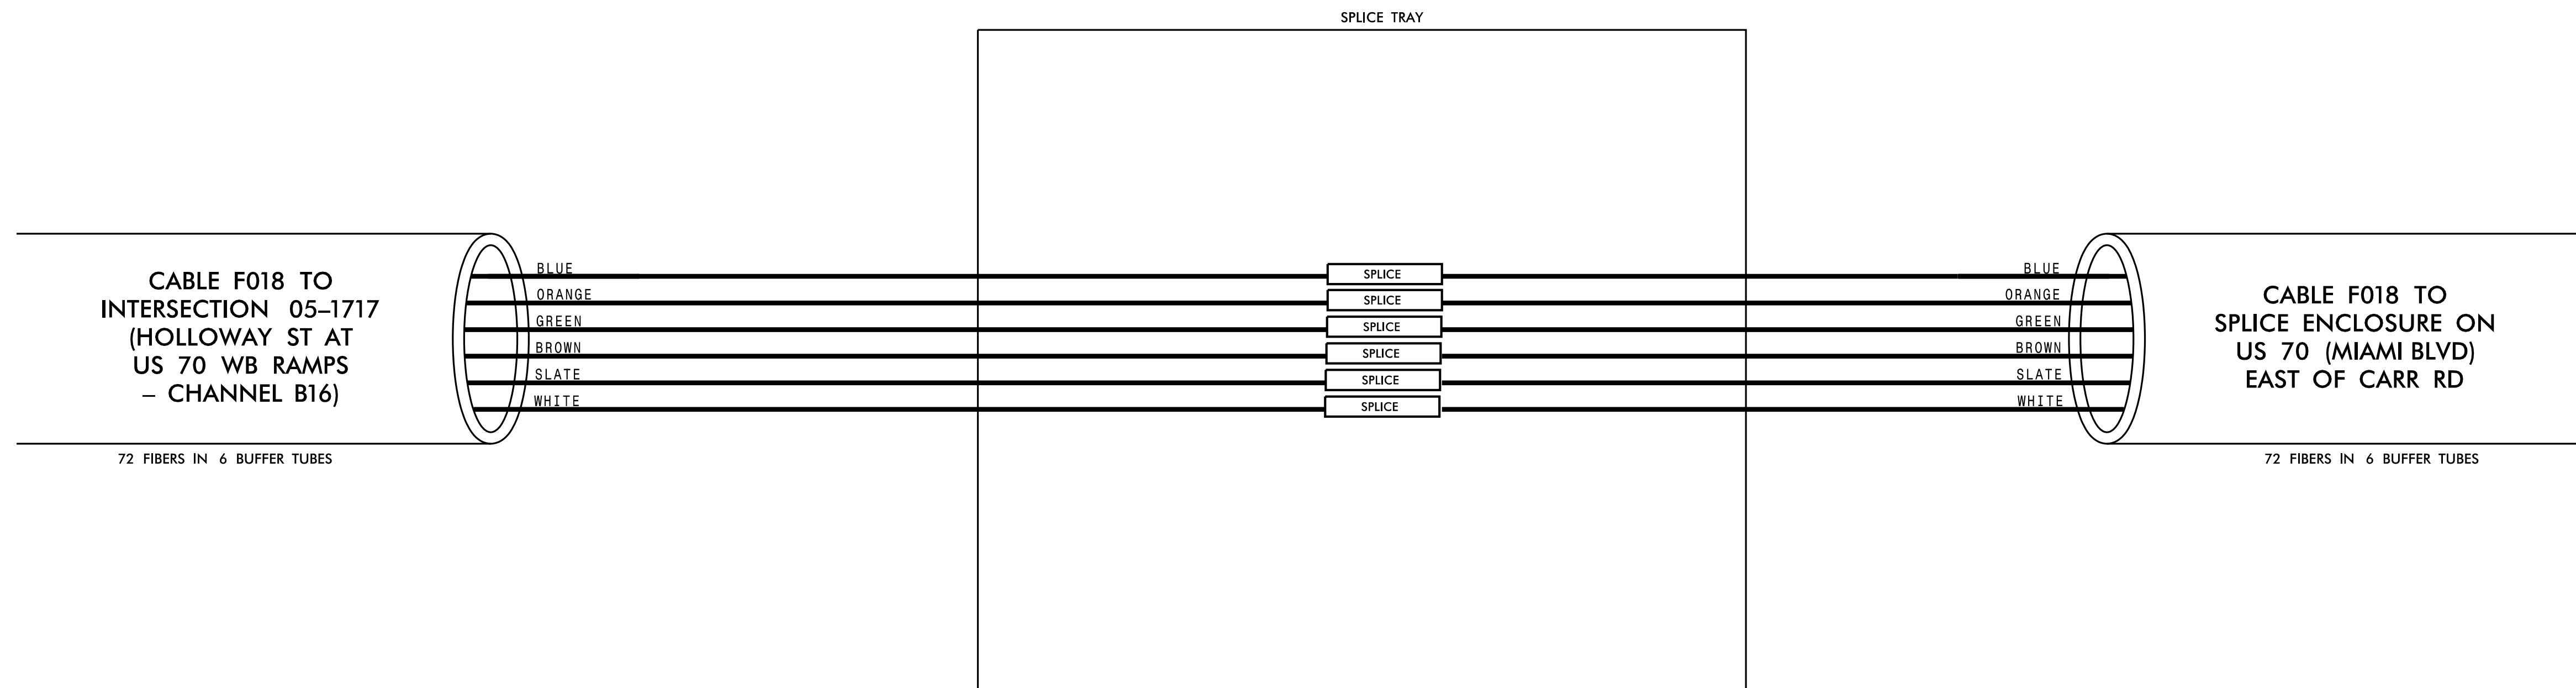 SPLICE TRAY
CABLE F018 TO
INTERSECTION 05–1717
(HOLLOWAY ST AT
US 70 WB RAMPS
– CHANNEL B16)
72 FIBERS IN 6 BUFFER TUBES
BLUE
ORANGE
GREEN
BROWN
SLATE
WHITE
SPLICE
SPLICE
SPLICE
SPLICE
SPLICE
SPLICE
BLUE
ORANGE
GREEN
BROWN
SLATE
WHITE
CABLE F018 TO
SPLICE ENCLOSURE ON
US 70 (MIAMI BLVD)
EAST OF CARR RD
72 FIBERS IN 6 BUFFER TUBES